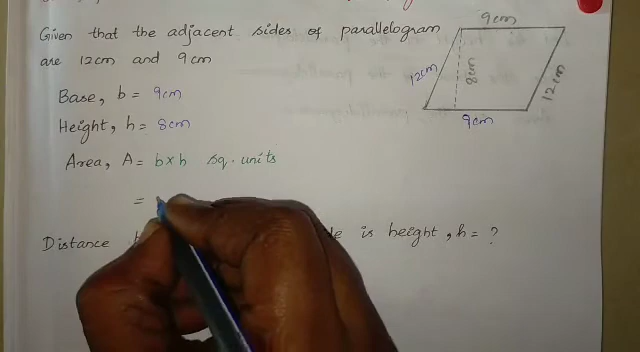 Given that the adjacent sides of parallelogram
are 12cm and 9cm
9cm
12cm
8cm
12cm
9cm
Base, b = 9cm
Height, h = 8cm
Area, A = b×h sq. units
=
Distance is height, h = ?